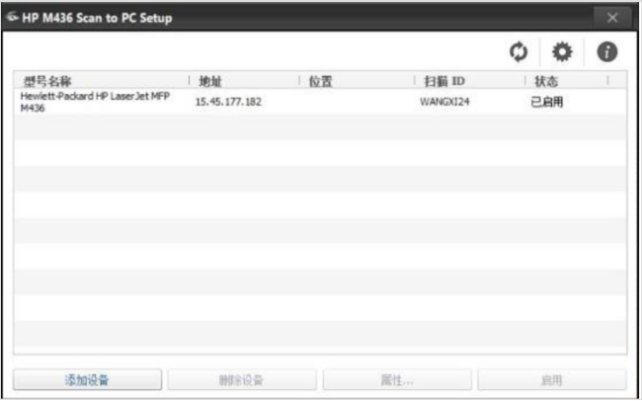 HP M436 Scan to PC Setup
型号名称 地址 位置 扫描 ID 状态
Hewlett-Packard HP LaserJet MFP
M436 15.45.177.182 WANGXI24 已启用
添加设备 删除设备 属性... 启用